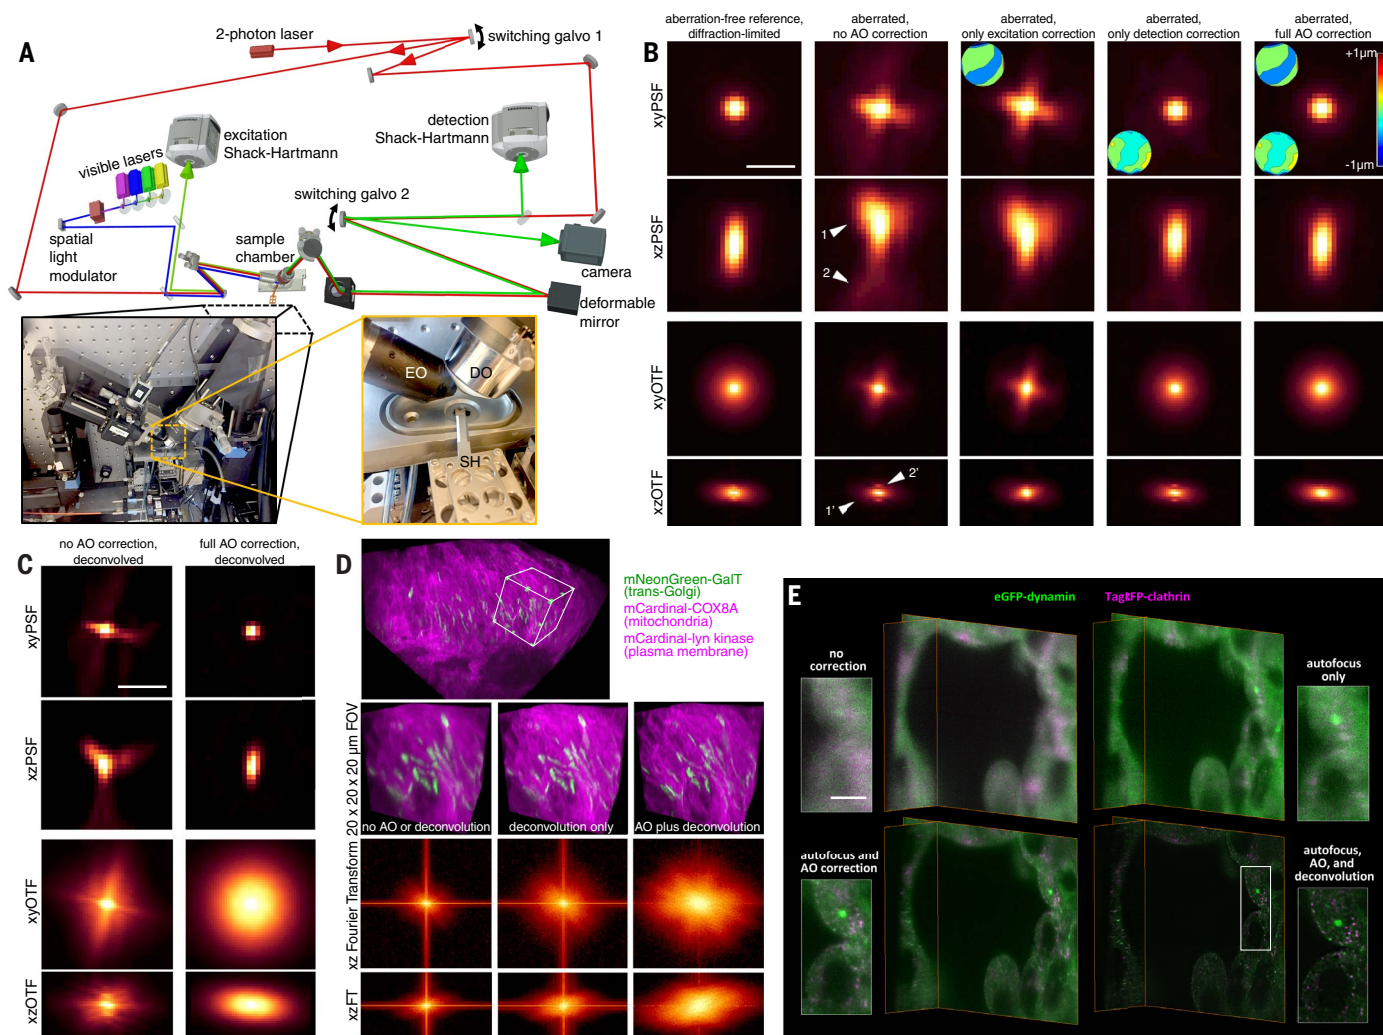 A
2-photon laser
switching galvo 1
excitation
Shack-Hartmann
detection
Shack-Hartmann
visible lasers
switching galvo 2
spatial
light
modulator
sample
chamber
camera
deformable
mirror
EO
DO
SH
B
aberration-free reference,
diffraction-limited
aberrated,
no AO correction
aberrated,
only excitation correction
aberrated,
only detection correction
aberrated,
full AO correction
+1µm
-1µm
xyPSF
xzPSF
1
2
xyOTF
xzOTF
2'
1'
C
no AO correction,
deconvolved
full AO correction,
deconvolved
xyPSF
xzPSF
xyOTF
xzOTF
D
mNeonGreen-GalT
(trans-Golgi)
mCardinal-COX8A
(mitochondria)
mCardinal-lyn kinase
(plasma membrane)
20 x 20 x 20 µm FOV
no AO or deconvolution
deconvolution only
AO plus deconvolution
xz Fourier Transform
xzFT
E
eGFP-dynamin
TagRFP-clathrin
no
correction
autofocus
only
autofocus and
AO correction
autofocus,
AO, and
deconvolution